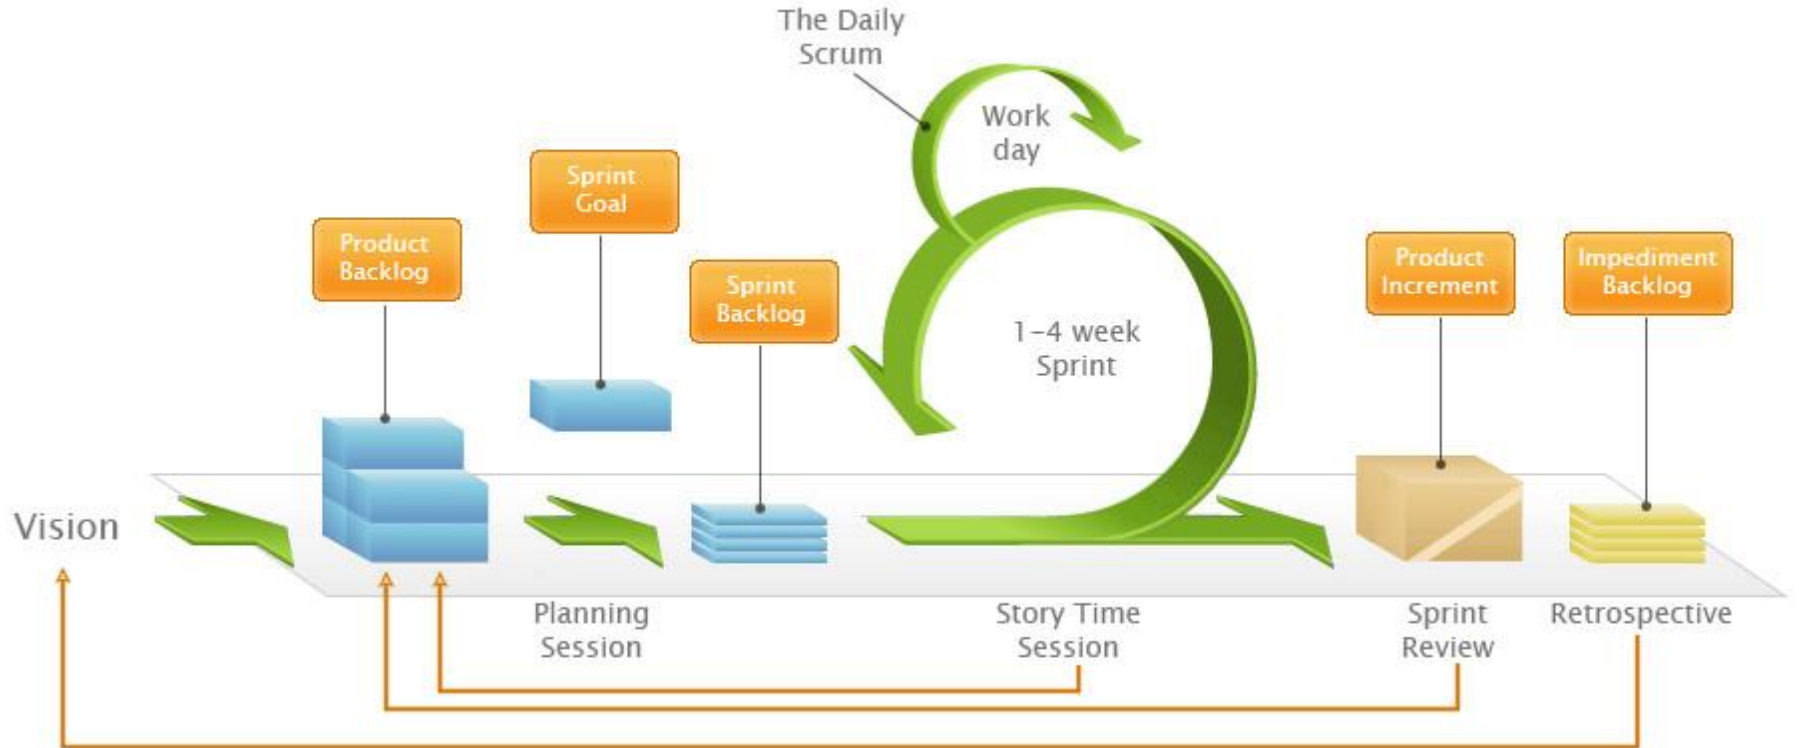 The Daily
Scrum
Work
day
Sprint
Goal
Product
Backlog
Sprint
Backlog
Product
Increment
Impediment
Backlog
1-4 week
Sprint
Vision
Planning
Session
Story Time
Session
Sprint
Review
Retrospective